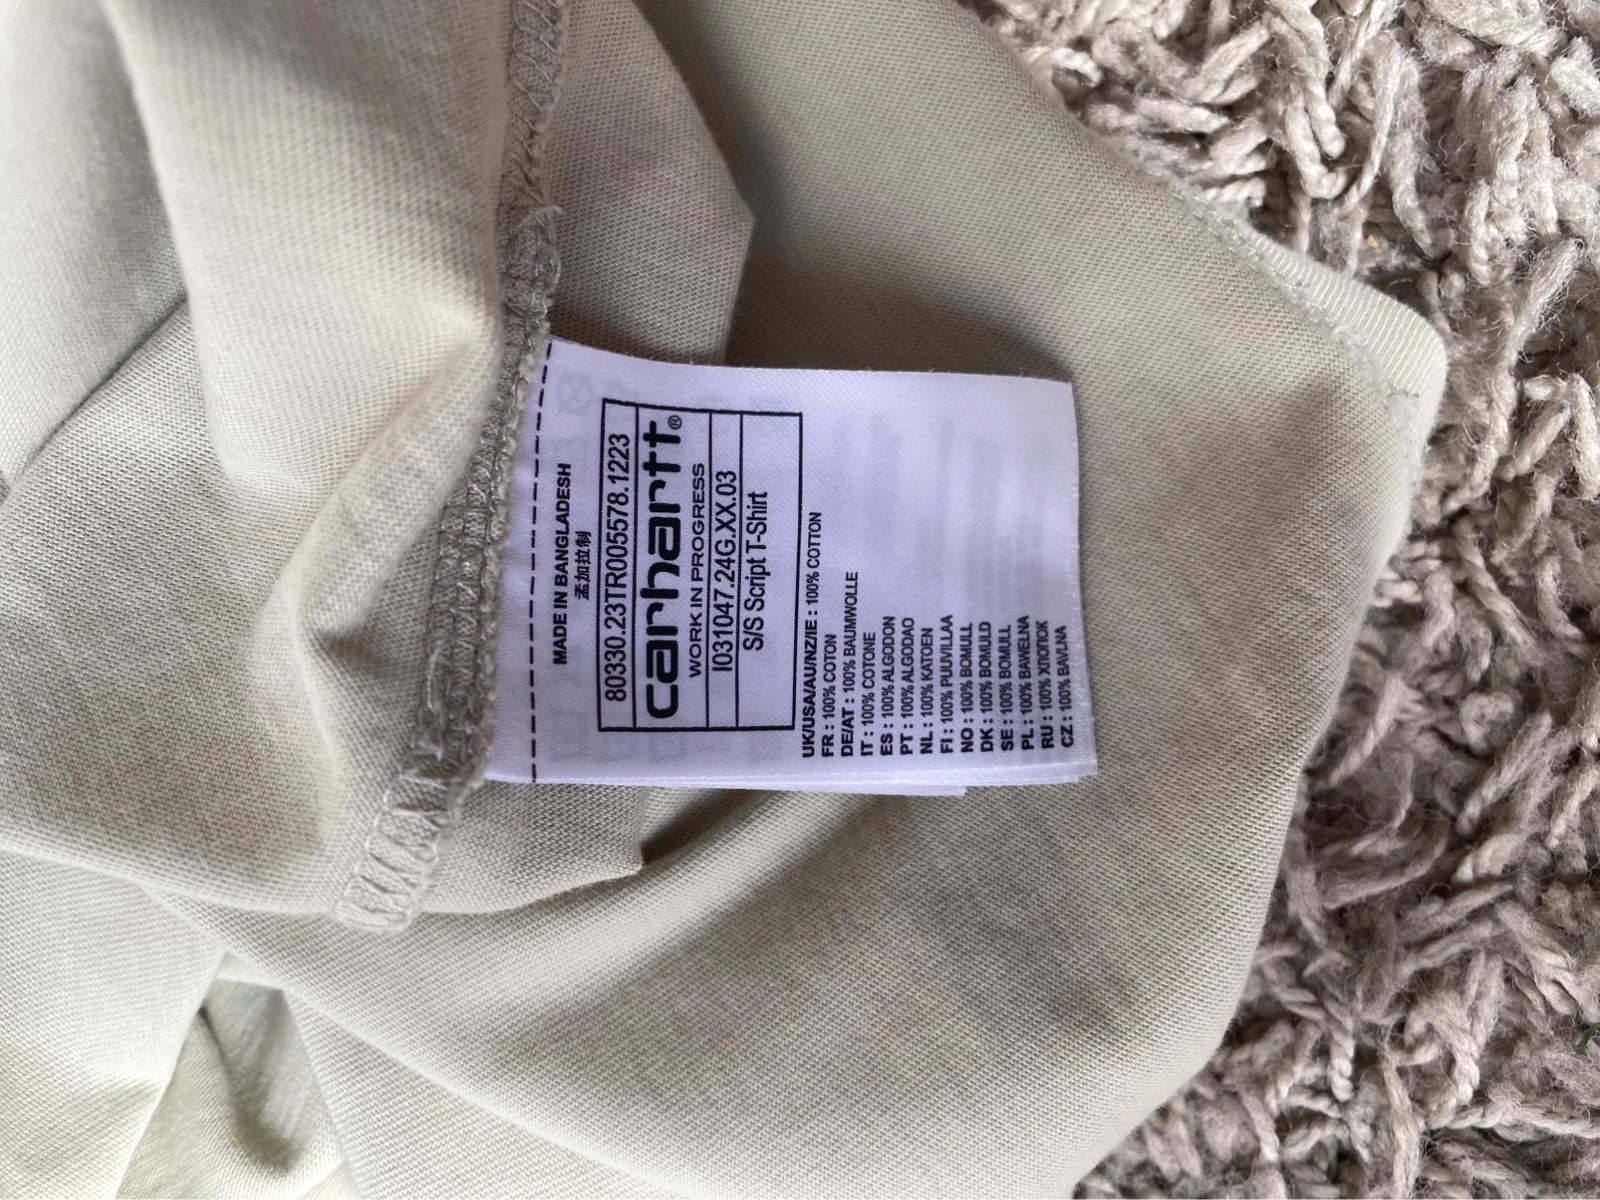 MADE IN BANGLADESH
孟加拉制
80330.23TR005578.1223
carhartt®
WORK IN PROGRESS
I031047.24G.XX.03
S/S Script T-Shirt
UK/USA/AU/NZ/IE : 100% COTTON
FR : 100% COTON
DE/AT : 100% BAUMWOLLE
IT : 100% COTONE
ES : 100% ALGODON
PT : 100% ALGODAO
NL : 100% KATOEN
FI : 100% PUUVILLAA
NO : 100% BOMULL
DK : 100% BOMULD
SE : 100% BOMULL
PL : 100% BAWELNA
RU : 100% ХЛОПОК
CZ : 100% BAVLNA